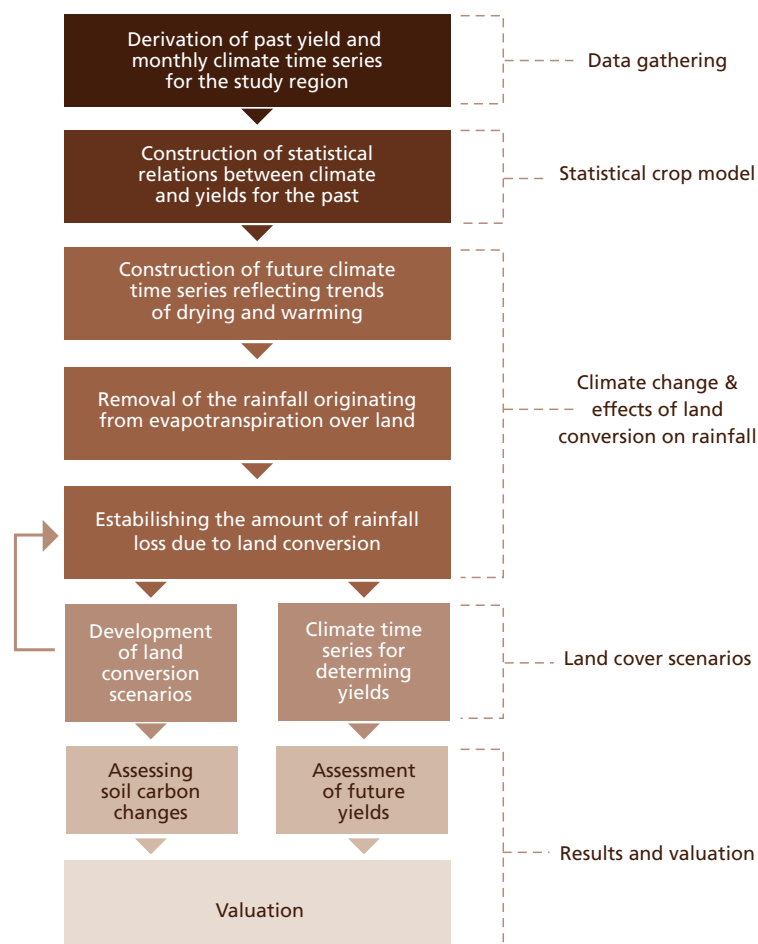 Derivation of past yield and
monthly climate time series
for the study region
Data gathering
Construction of statistical
relations between climate
and yields for the past
Statistical crop model
Construction of future climate
time series reflecting trends
of drying and warming
Removal of the rainfall originating
from evapotranspiration over land
Estabilishing the amount of rainfall
loss due to land conversion
Climate change &
effects of land
conversion on rainfall
Development
of land
conversion
scenarios
Climate time
series for
determing
yields
Land cover scenarios
Assessing
soil carbon
changes
Assessment
of future
yields
Valuation
Results and valuation